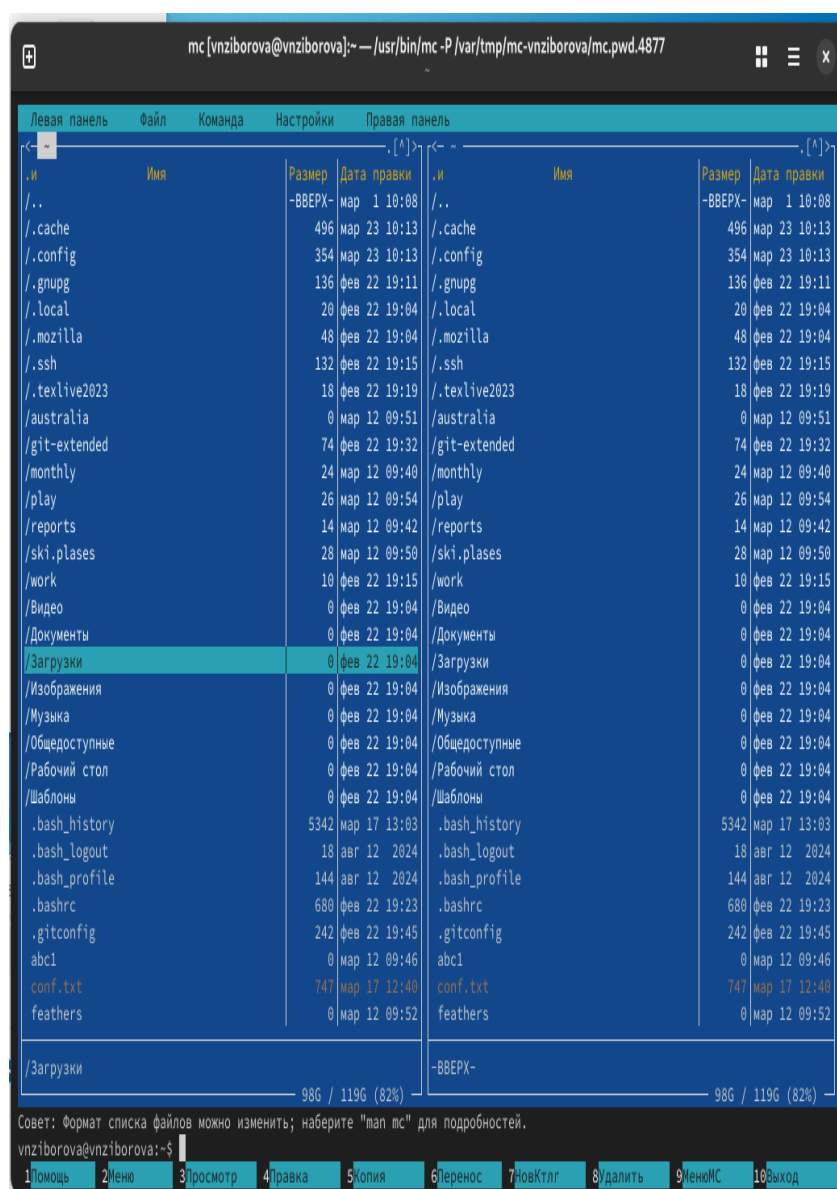 mc [vnziborova@vnziborova]:~ — /usr/bin/mc -P /var/tmp/mc-vnziborova/mc.pwd.4877
~
Левая панель Файл Команда Настройки Правая панель
<- ~ .[^]> <- ~ .[^]>
.и Имя Размер Дата правки .и Имя Размер Дата правки
/.. -ВВЕРХ- мар 1 10:08 /.. -ВВЕРХ- мар 1 10:08
/.cache 496 мар 23 10:13 /.cache 496 мар 23 10:13
/.config 354 мар 23 10:13 /.config 354 мар 23 10:13
/.gnupg 136 фев 22 19:11 /.gnupg 136 фев 22 19:11
/.local 20 фев 22 19:04 /.local 20 фев 22 19:04
/.mozilla 48 фев 22 19:04 /.mozilla 48 фев 22 19:04
/.ssh 132 фев 22 19:15 /.ssh 132 фев 22 19:15
/.texlive2023 18 фев 22 19:19 /.texlive2023 18 фев 22 19:19
/australia 0 мар 12 09:51 /australia 0 мар 12 09:51
/git-extended 74 фев 22 19:32 /git-extended 74 фев 22 19:32
/monthly 24 мар 12 09:40 /monthly 24 мар 12 09:40
/play 26 мар 12 09:54 /play 26 мар 12 09:54
/reports 14 мар 12 09:42 /reports 14 мар 12 09:42
/ski.plases 28 мар 12 09:50 /ski.plases 28 мар 12 09:50
/work 10 фев 22 19:15 /work 10 фев 22 19:15
/Видео 0 фев 22 19:04 /Видео 0 фев 22 19:04
/Документы 0 фев 22 19:04 /Документы 0 фев 22 19:04
/Загрузки 0 фев 22 19:04 /Загрузки 0 фев 22 19:04
/Изображения 0 фев 22 19:04 /Изображения 0 фев 22 19:04
/Музыка 0 фев 22 19:04 /Музыка 0 фев 22 19:04
/Общедоступные 0 фев 22 19:04 /Общедоступные 0 фев 22 19:04
/Рабочий стол 0 фев 22 19:04 /Рабочий стол 0 фев 22 19:04
/Шаблоны 0 фев 22 19:04 /Шаблоны 0 фев 22 19:04
.bash_history 5342 мар 17 13:03 .bash_history 5342 мар 17 13:03
.bash_logout 18 авг 12 2024 .bash_logout 18 авг 12 2024
.bash_profile 144 авг 12 2024 .bash_profile 144 авг 12 2024
.bashrc 680 фев 22 19:23 .bashrc 680 фев 22 19:23
.gitconfig 242 фев 22 19:45 .gitconfig 242 фев 22 19:45
abc1 0 мар 12 09:46 abc1 0 мар 12 09:46
conf.txt 747 мар 17 12:40 conf.txt 747 мар 17 12:40
feathers 0 мар 12 09:52 feathers 0 мар 12 09:52
/Загрузки -ВВЕРХ-
98G / 119G (82%) 98G / 119G (82%)
Совет: Формат списка файлов можно изменить; наберите "man mc" для подробностей.
vnziborova@vnziborova:~$
1Помощь 2Меню 3Просмотр 4Правка 5Копия 6Перенос 7НовКтлг 8Удалить 9МенюМС 10Выход